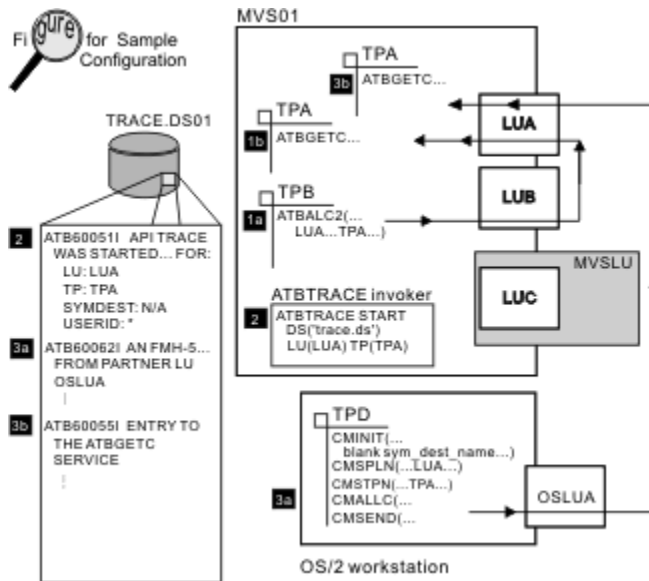 Figure for Sample
Configuration
TRACE.DS01
2 ATB60051I API TRACE
WAS STARTED... FOR:
LU: LUA
TP: TPA
SYMDEST: N/A
USERID: *
3a ATB60062I AN FMH-5...
FROM PARTNER LU
OSLUA
3b ATB60055I ENTRY TO
THE ATBGETC
SERVICE
MVS01
TPA
3b ATBGETC...
TPA
1b ATBGETC...
TPB
1a ATBALC2(...
LUA...TPA...)
ATBTRACE invoker
2 ATBTRACE START
DS("trace.ds")
LU(LUA) TP(TPA)
LUA
LUB
MVSLU
LUC
TPD
CMINIT(...
blank sym_dest_name...)
CMSPLN(...LUA...)
CMSTPN(...TPA...)
3a CMALLC(...
CMSEND(...
OSLUA
OS/2 workstation